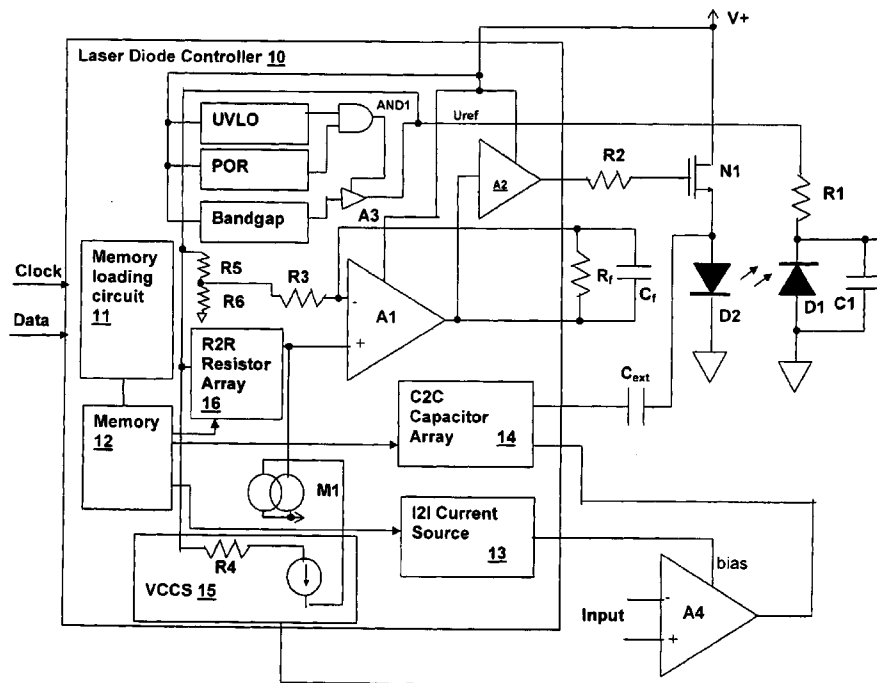 V+
Laser Diode Controller 10
AND1
UVLO
Uref
POR
A2
R2
N1
R1
Bandgap
A3
Memory
loading
circuit
11
Clock
Data
R5
R6
R3
-
A1
+
Rf
Cf
D2
D1
C1
R2R
Resistor
Array
16
Cext
C2C
Capacitor
Array
14
Memory
12
M1
I2I Current
Source
13
R4
VCCS 15
bias
Input
-
A4
+